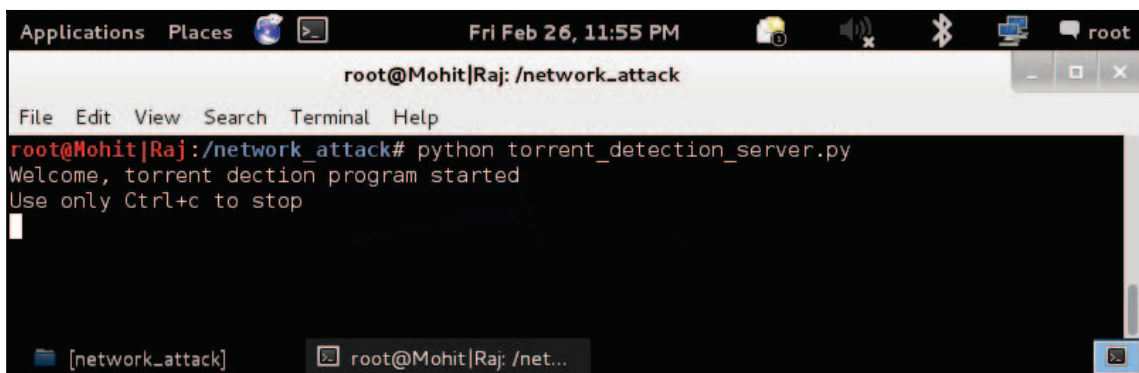 Applications Places Fri Feb 26, 11:55 PM 1 root
root@Mohit|Raj: /network_attack
File Edit View Search Terminal Help
root@Mohit|Raj:/network_attack# python torrent_detection_server.py
Welcome, torrent dection program started
Use only Ctrl+c to stop
[network_attack] root@Mohit|Raj: /net...